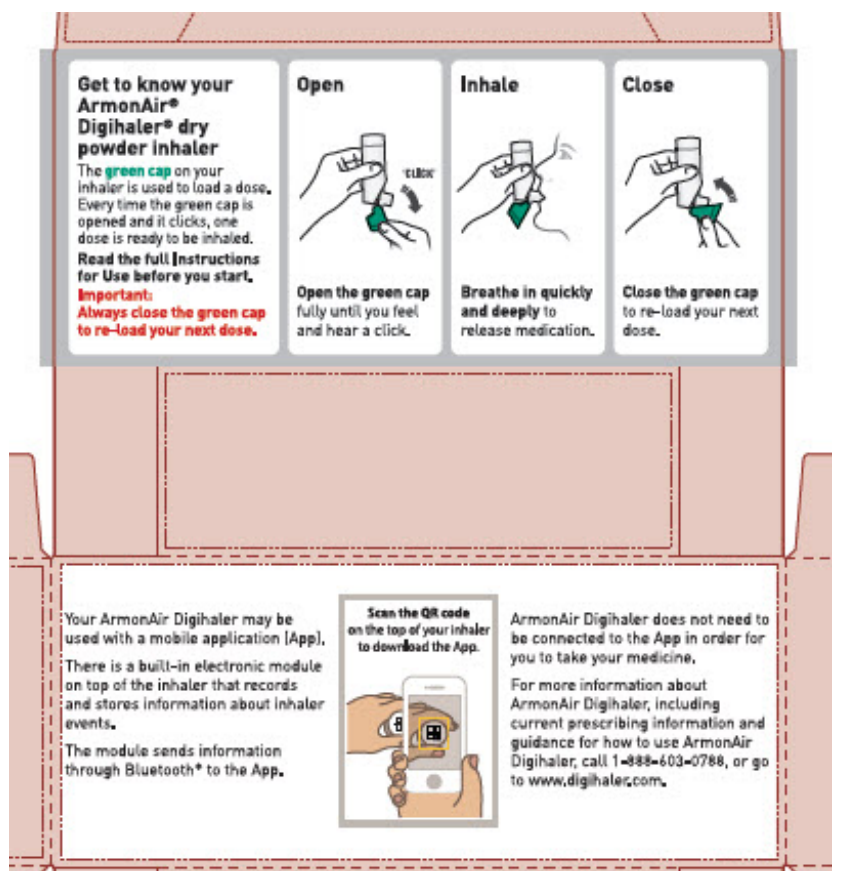 Get to know your
ArmonAir®
Digihaler® dry
powder inhaler
The green cap on your
inhaler is used to load a dose.
Every time the green cap is
opened and it clicks, one
dose is ready to be inhaled.
Read the full Instructions
for Use before you start.
Important:
Always close the green cap
to re-load your next dose.
Open
'CLICK'
Open the green cap
fully until you feel
and hear a click.
Inhale
Breathe in quickly
and deeply to
release medication.
Close
Close the green cap
to re-load your next
dose.
Your ArmonAir Digihaler may be
used with a mobile application (App).
There is a built-in electronic module
on top of the inhaler that records
and stores information about inhaler
events.
The module sends information
through Bluetooth® to the App.
Scan the QR code
on the top of your inhaler
to download the App.
ArmonAir Digihaler does not need to
be connected to the App in order for
you to take your medicine.
For more information about
ArmonAir Digihaler, including
current prescribing information and
guidance for how to use ArmonAir
Digihaler, call 1-888-603-0788, or go
to www.digihaler.com.